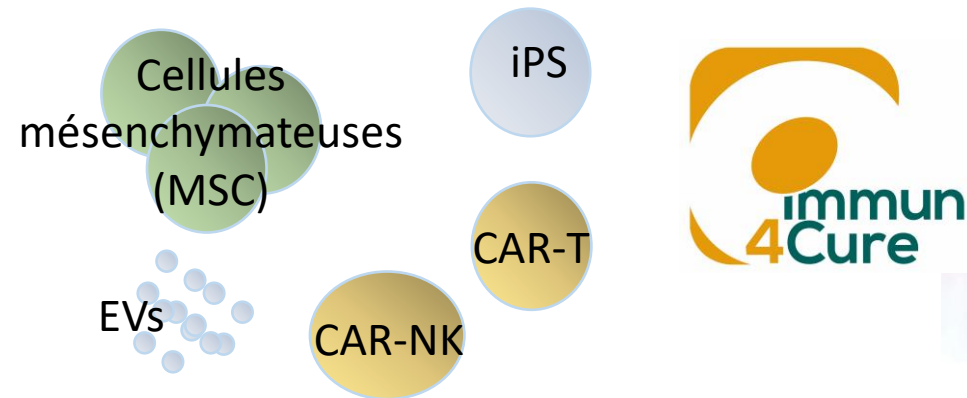 Cellules
mésenchymateuses
(MSC)
iPS
CAR-T
EVs
CAR-NK
immun
4Cure